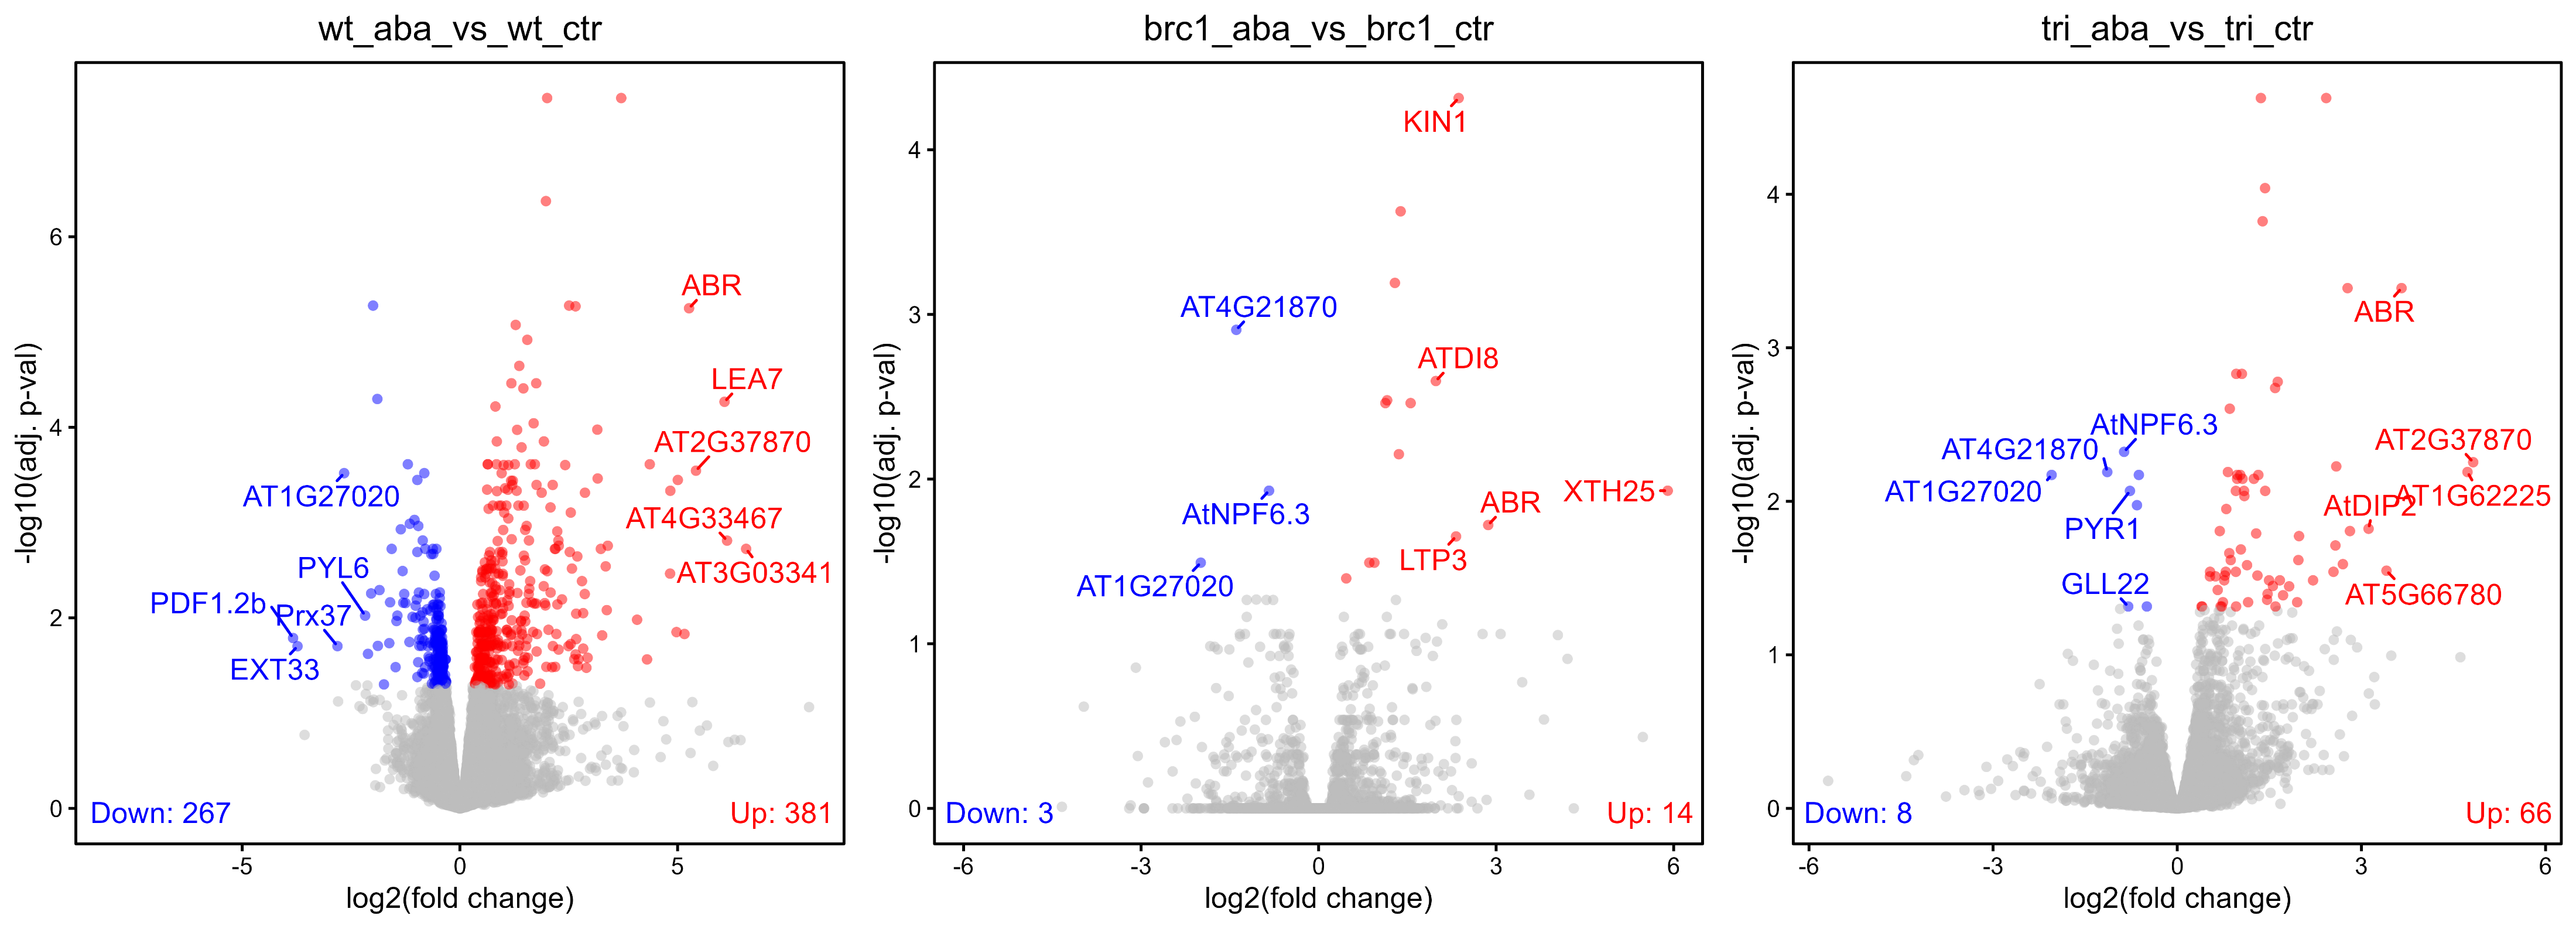 wt_aba_vs_wt_ctr
-log10(adj. p-val)
6
4
2
0
ABR
LEA7
AT2G37870
AT1G27020
AT4G33467
PYL6
AT3G03341
PDF1.2b
Prx37
EXT33
Down: 267
Up: 381
-5
0
5
log2(fold change)
brc1_aba_vs_brc1_ctr
-log10(adj. p-val)
4
3
2
1
0
KIN1
AT4G21870
ATDI8
XTH25
ABR
AtNPF6.3
LTP3
AT1G27020
Down: 3
Up: 14
-6
-3
0
3
6
log2(fold change)
tri_aba_vs_tri_ctr
-log10(adj. p-val)
4
3
2
1
0
ABR
AtNPF6.3
AT4G21870
AT2G37870
AT1G27020
AT1G62225
AtDIP2
PYR1
GLL22
AT5G66780
Down: 8
Up: 66
-6
-3
0
3
6
log2(fold change)